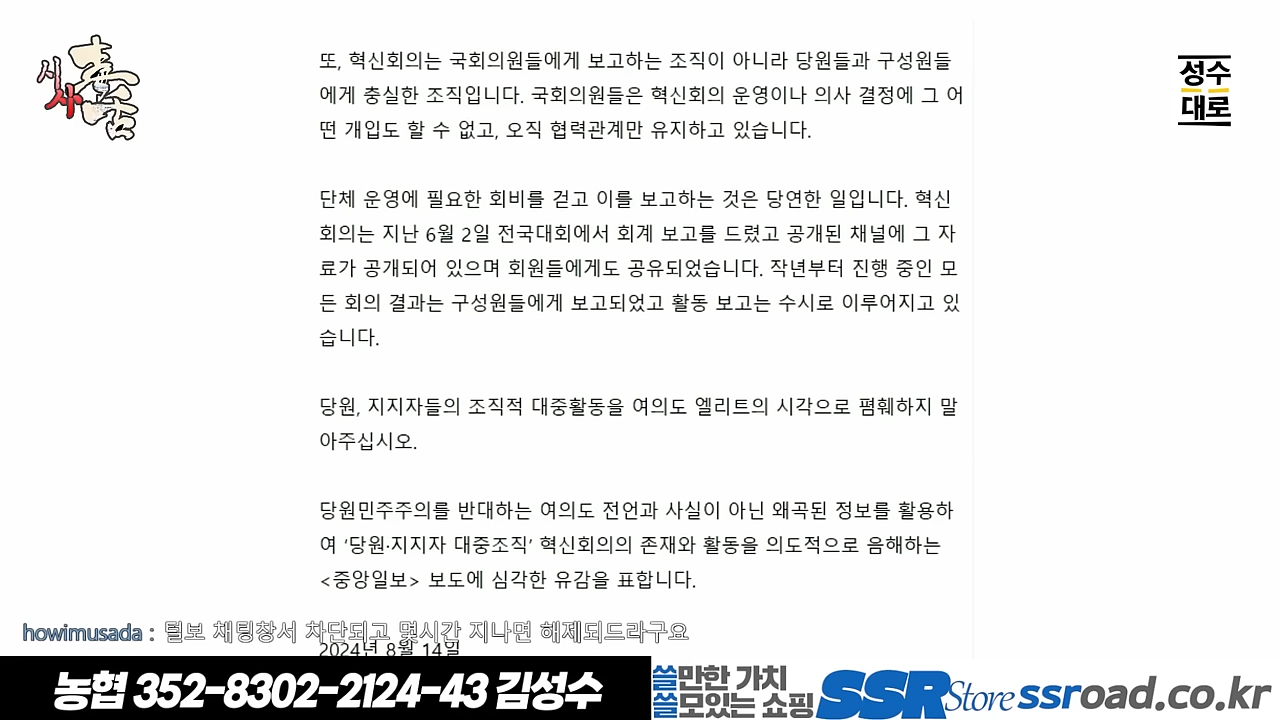 시사
성수
대로
또, 혁신회의는 국회의원들에게 보고하는 조직이 아니라 당원들과 구성원들
에게 충실한 조직입니다. 국회의원들은 혁신회의 운영이나 의사 결정에 그 어
떤 개입도 할 수 없고, 오직 협력관계만 유지하고 있습니다.
단체 운영에 필요한 회비를 걷고 이를 보고하는 것은 당연한 일입니다. 혁신
회의는 지난 6월 2일 전국대회에서 회계 보고를 드렸고 공개된 채널에 그 자
료가 공개되어 있으며 회원들에게도 공유되었습니다. 작년부터 진행 중인 모
든 회의 결과는 구성원들에게 보고되었고 활동 보고는 수시로 이루어지고 있
습니다.
당원, 지지자들의 조직적 대중활동을 여의도 엘리트의 시각으로 폄훼하지 말
아주십시오.
당원민주주의를 반대하는 여의도 전언과 사실이 아닌 왜곡된 정보를 활용하
여 ‘당원·지지자 대중조직’ 혁신회의의 존재와 활동을 의도적으로 음해하는
<중앙일보> 보도에 심각한 유감을 표합니다.
howimusada : 털보 채팅창서 차단되고 몇시간 지나면 해제되드라구요
2024년 8월 14일
농협 352-8302-2124-43 김성수
쓸만한 가치
쓸모있는 쇼핑
SSR Store ssroad.co.kr